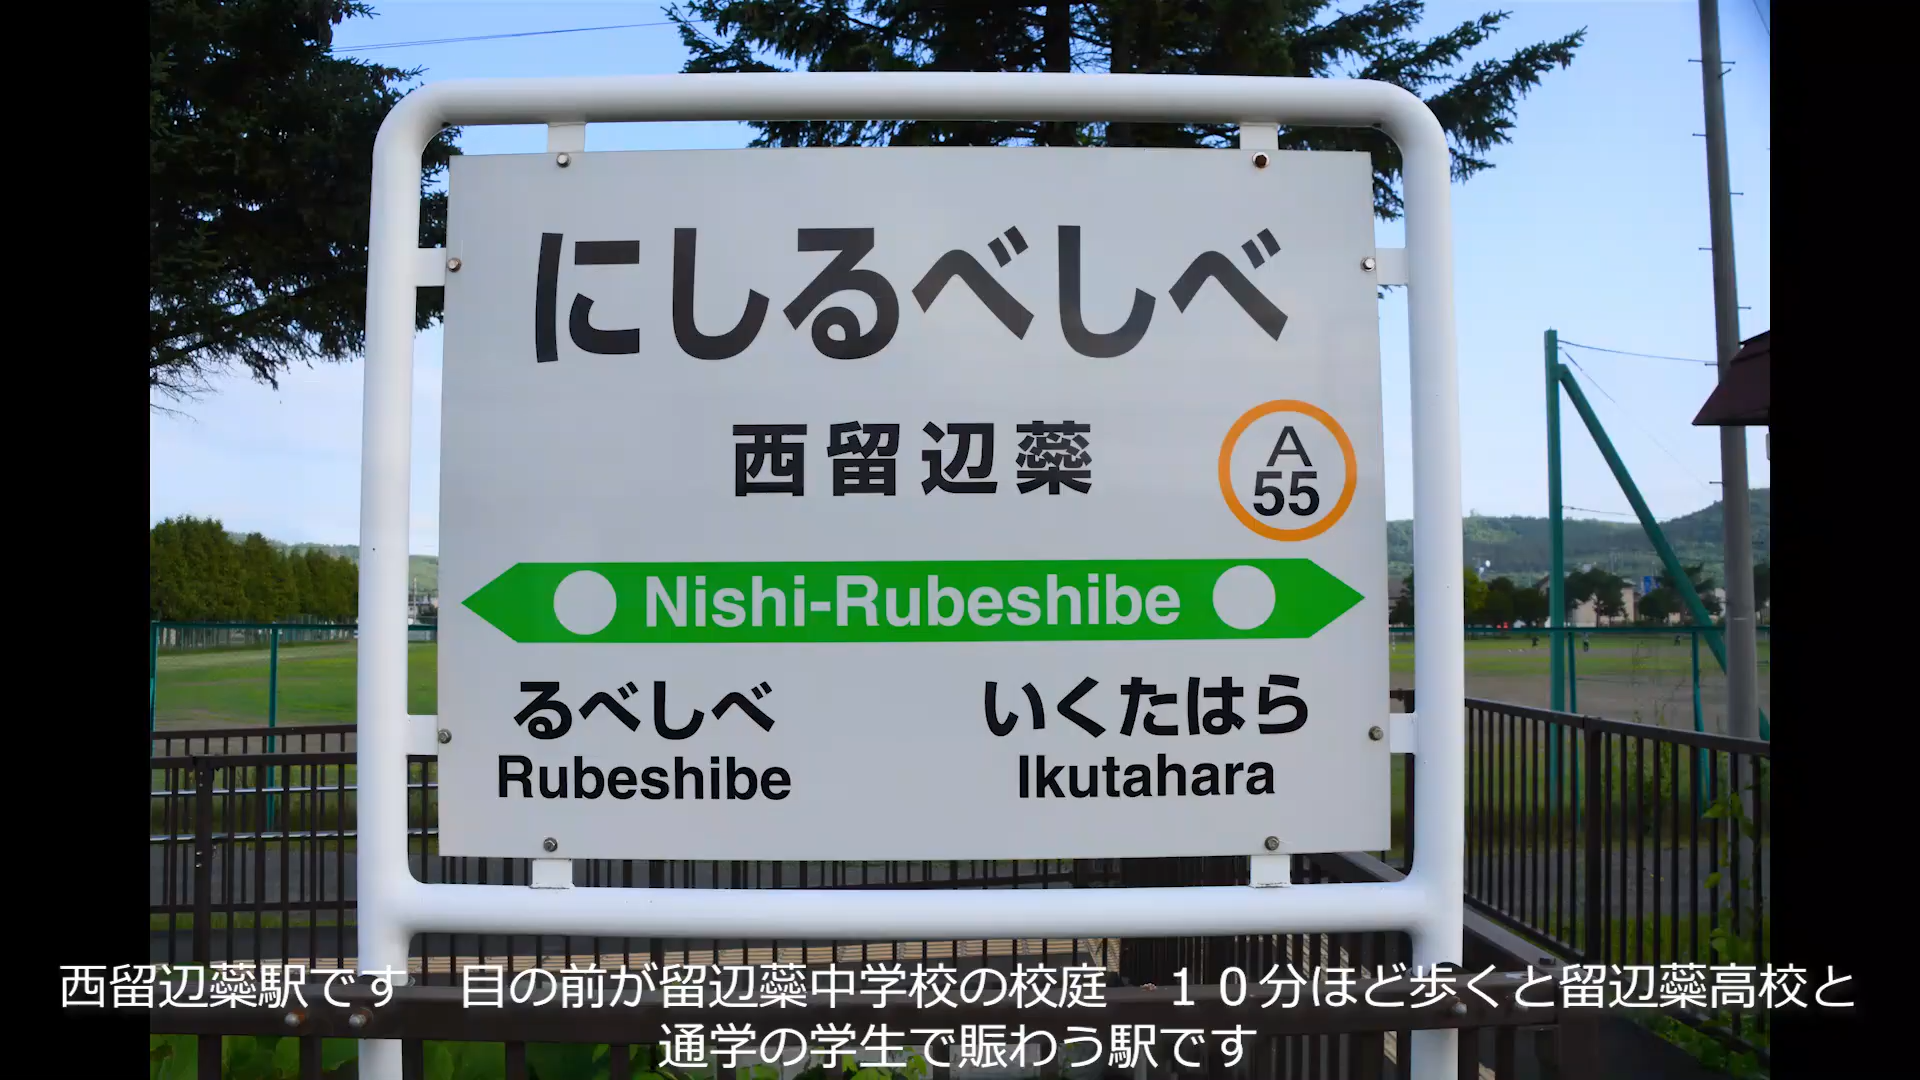 にしるべしべ
西留辺蘂
A
55
Nishi-Rubeshibe
るべしべ
いくたはら
Rubeshibe
Ikutahara
西留辺蘂駅です　目の前が留辺蘂中学校の校庭　１０分ほど歩くと留辺蘂高校と
通学の学生で賑わう駅です